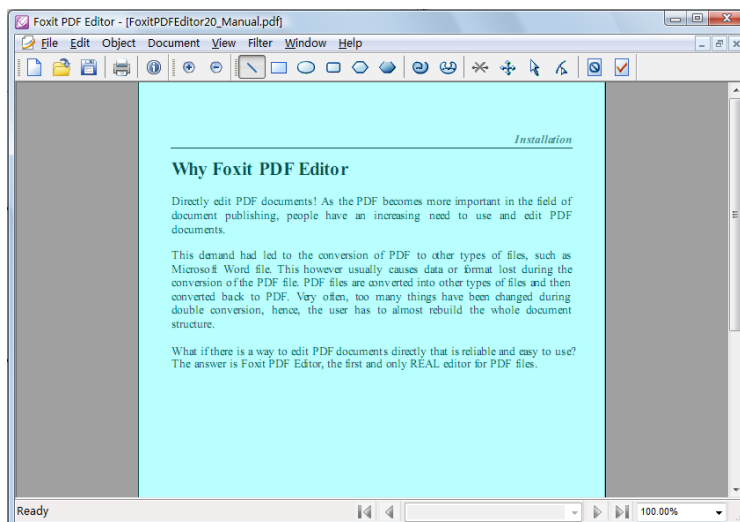 Foxit PDF Editor - [FoxitPDFEditor20_Manual.pdf]
File Edit Object Document View Filter Window Help
Installation
Why Foxit PDF Editor
Directly edit PDF documents! As the PDF becomes more important in the field of
document publishing, people have an increasing need to use and edit PDF
documents.
This demand had led to the conversion of PDF to other types of files, such as
Microsoft Word file. This however usually causes data or format lost during the
conversion of the PDF file. PDF files are converted into other types of files and then
converted back to PDF. Very often, too many things have been changed during
double conversion, hence, the user has to almost rebuild the whole document
structure.
What if there is a way to edit PDF documents directly that is reliable and easy to use?
The answer is Foxit PDF Editor, the first and only REAL editor for PDF files.
Ready
100.00%